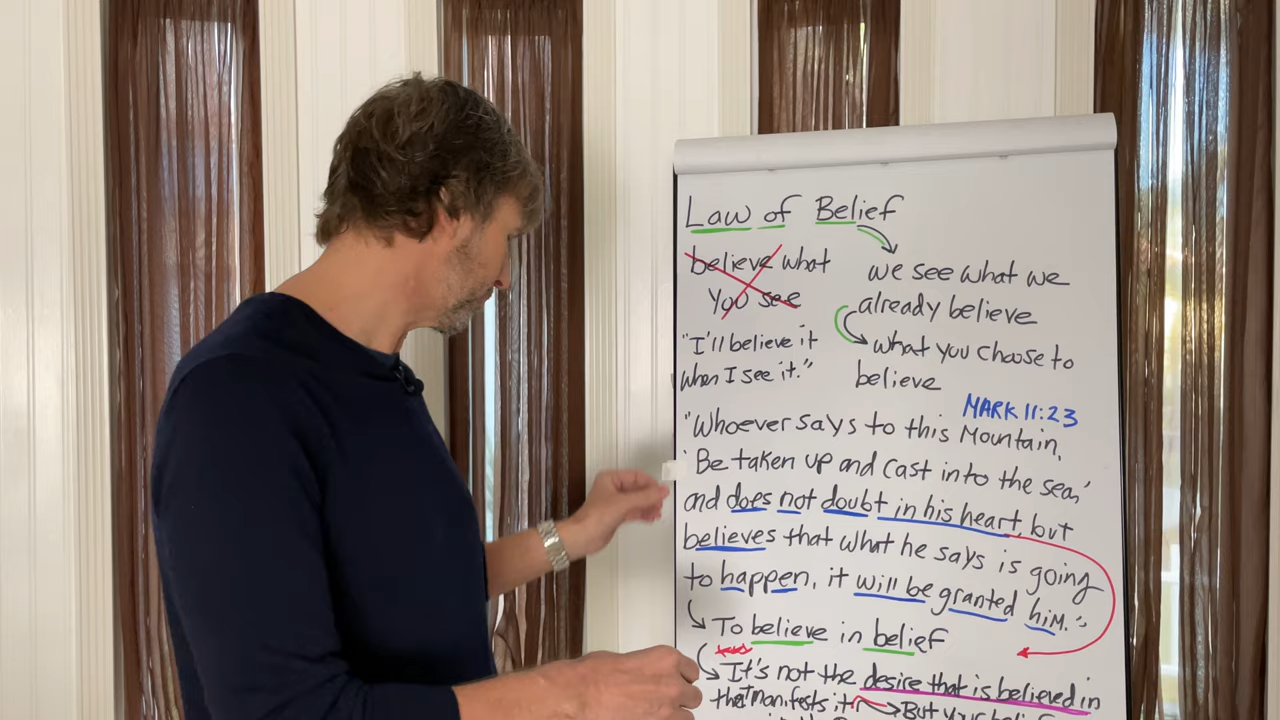 Law of Belief
believe what
you see
"I'll believe it
when I see it."
we see what we
already believe
what you choose to
believe
MARK 11:23
"Whoever says to this Mountain,
'Be taken up and cast into the sea,'
and does not doubt in his heart, but
believes that what he says is going
to happen, it will be granted him."
To believe in belief
It's not the desire that is believed in
that manifests it
But your belief